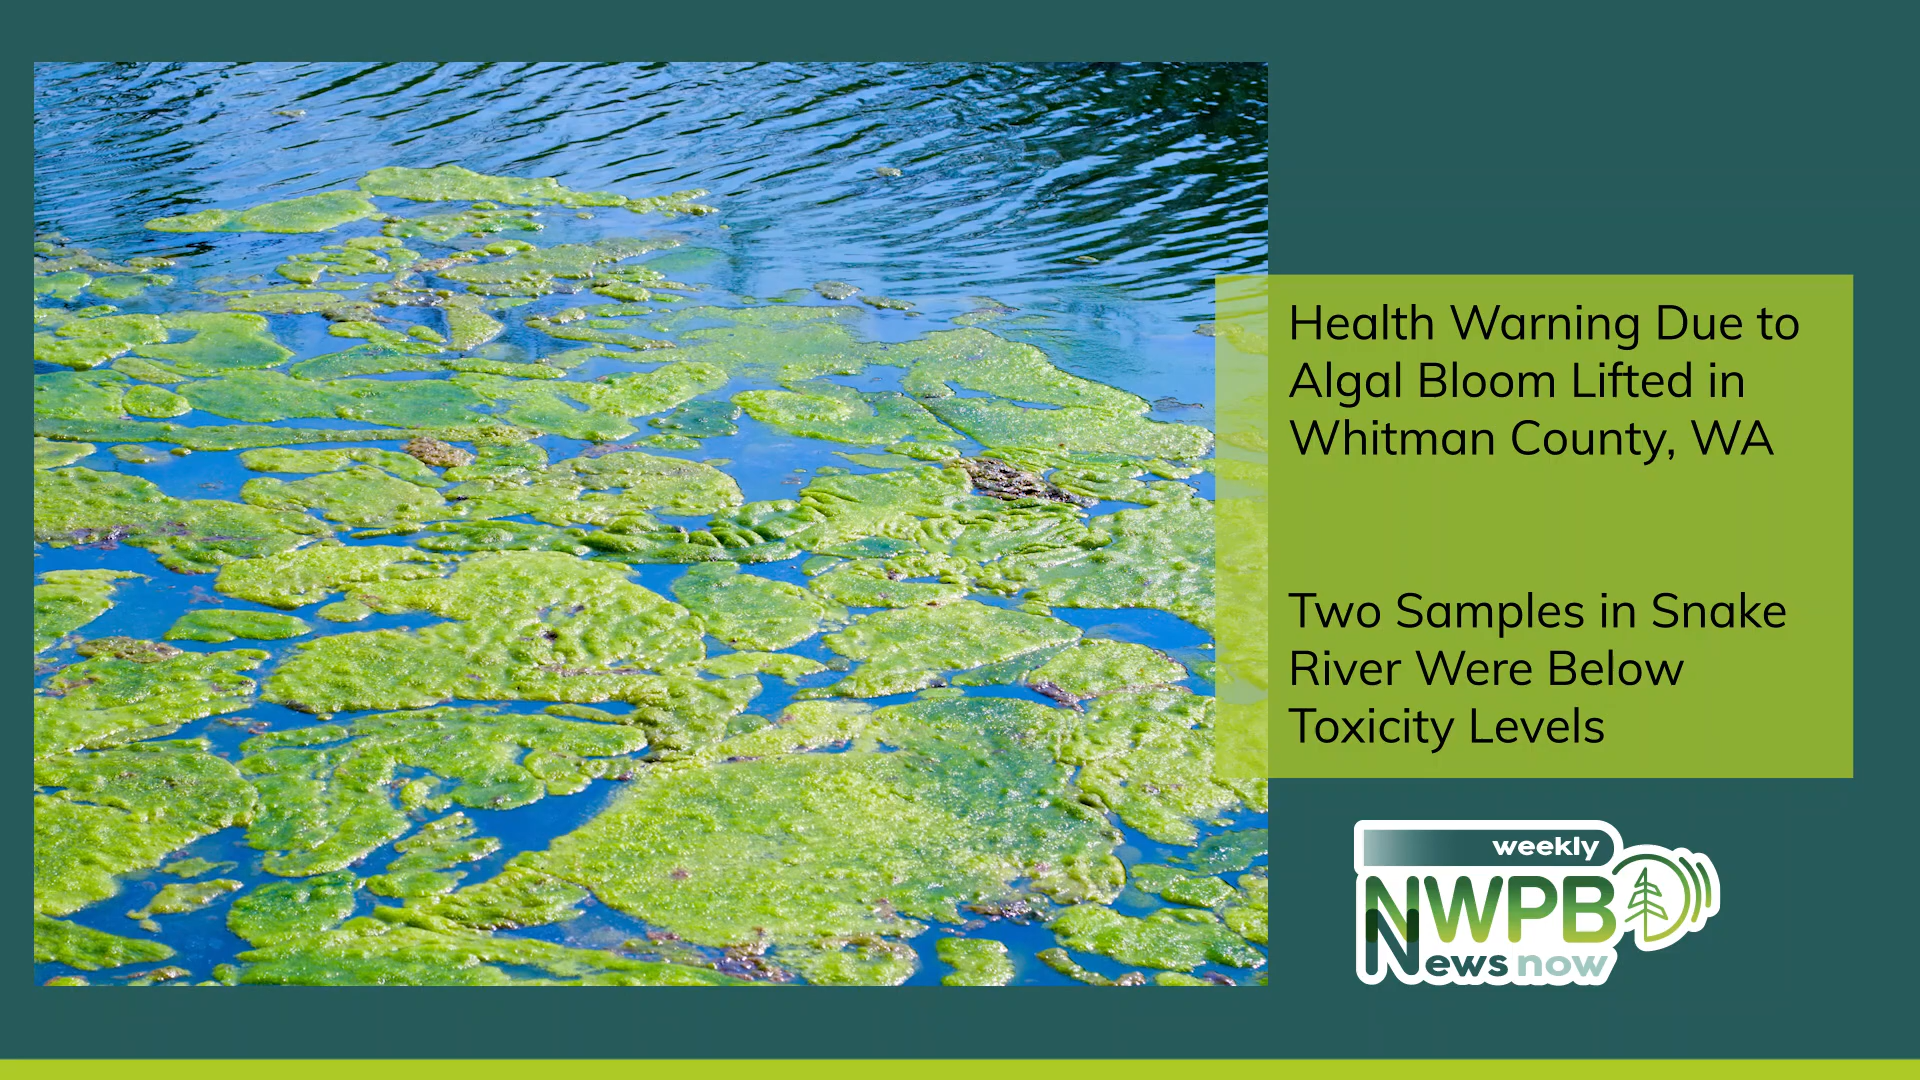 Health Warning Due to
Algal Bloom Lifted in
Whitman County, WA
Two Samples in Snake
River Were Below
Toxicity Levels
weekly
NWPB
News now